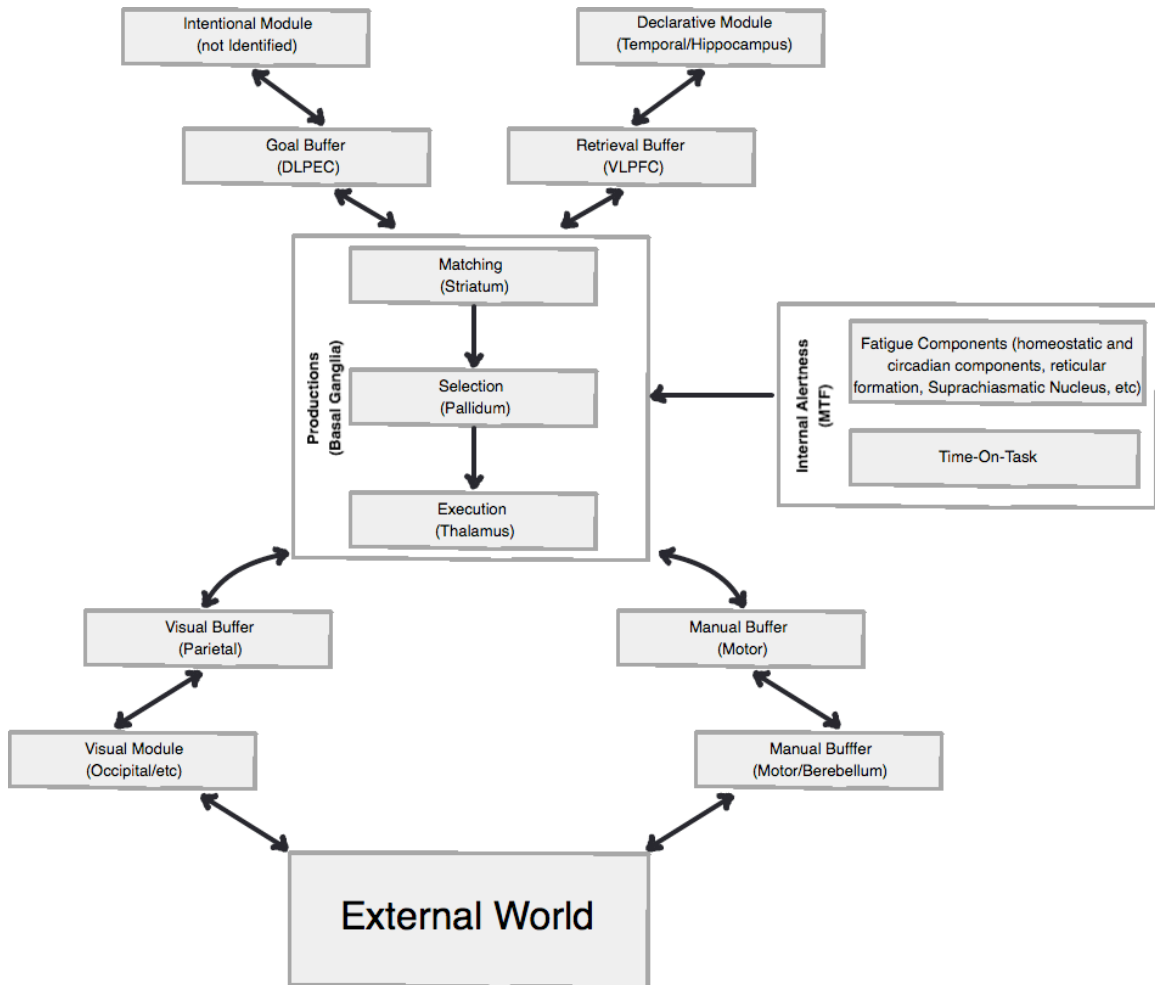 Intentional Module
(not Identified)
Declarative Module
(Temporal/Hippocampus)
Goal Buffer
(DLPEC)
Retrieval Buffer
(VLPFC)
Productions
(Basal Ganglia)
Matching
(Striatum)
Selection
(Pallidum)
Execution
(Thalamus)
Internal Alertness
(MTF)
Fatigue Components (homeostatic and
circadian components, reticular
formation, Suprachiasmatic Nucleus, etc)
Time-On-Task
Visual Buffer
(Parietal)
Manual Buffer
(Motor)
Visual Module
(Occipital/etc)
Manual Bufffer
(Motor/Berebellum)
External World